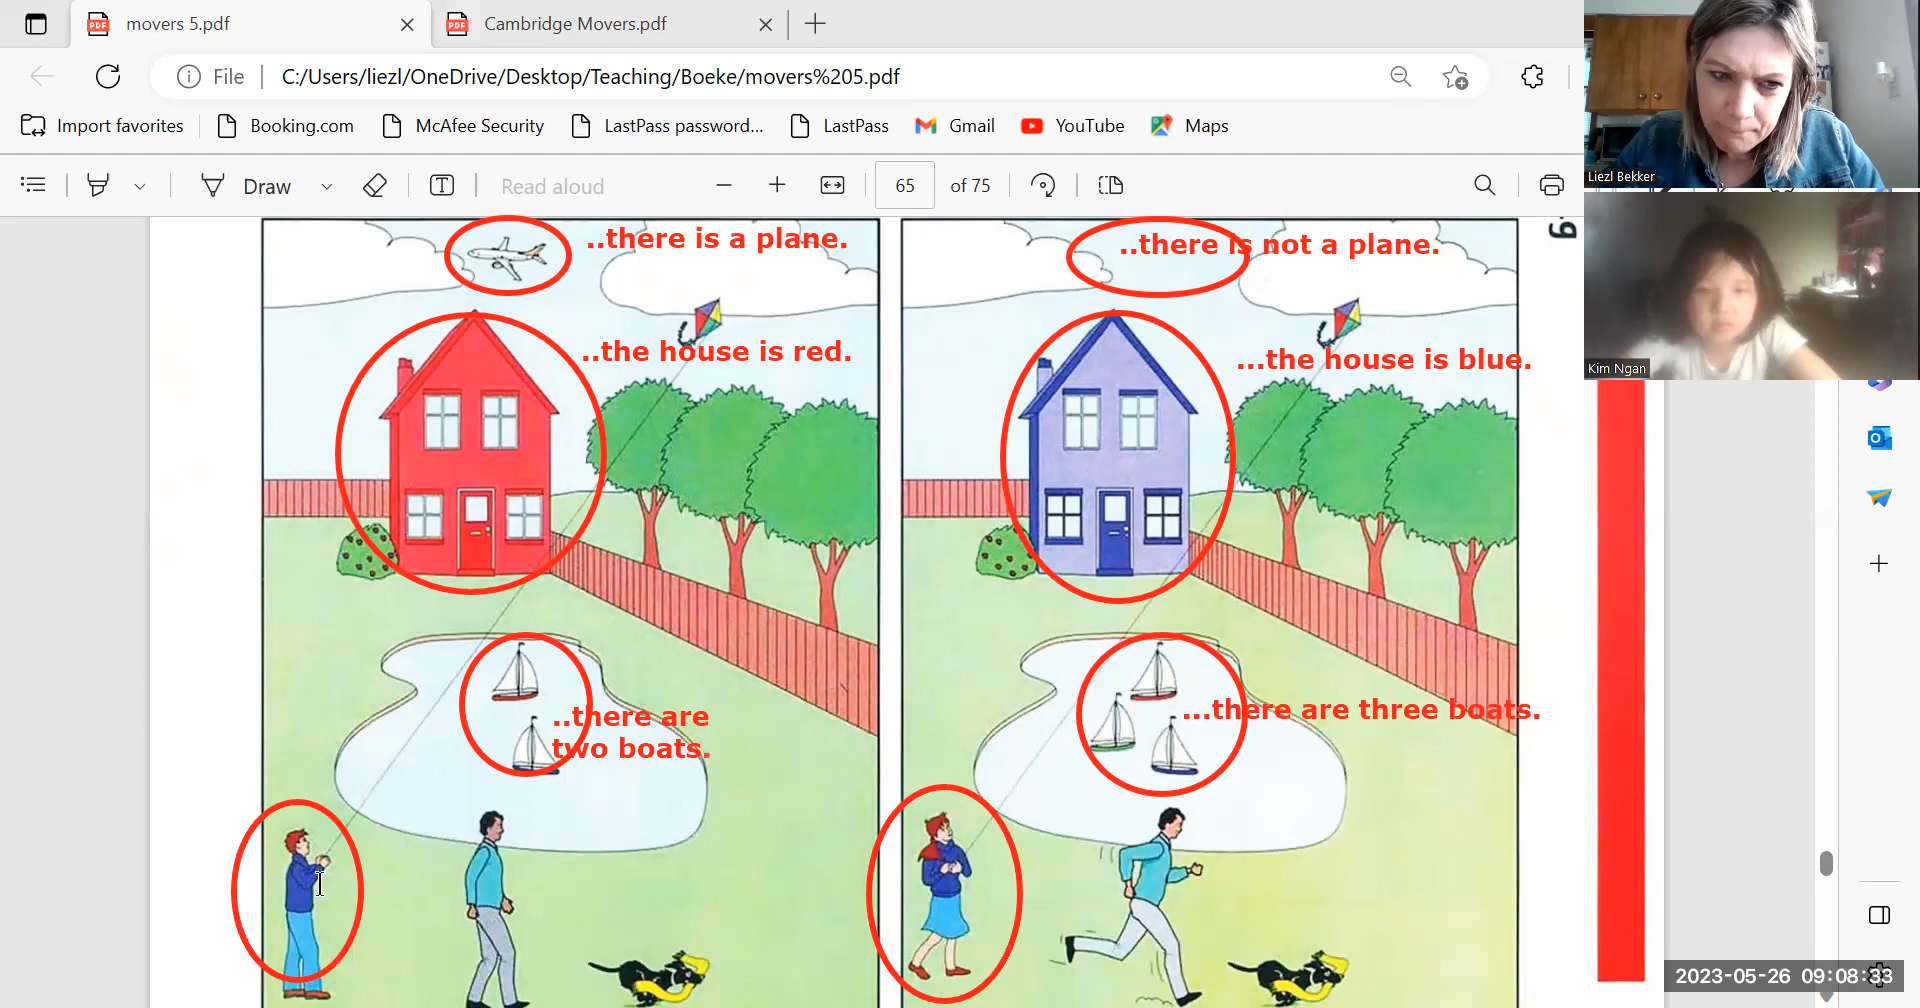 movers 5.pdf
Cambridge Movers.pdf
File
C:/Users/liezl/OneDrive/Desktop/Teaching/Boeke/movers%205.pdf
Import favorites
Booking.com
McAfee Security
LastPass password...
LastPass
Gmail
YouTube
Maps
Draw
Read aloud
65
of 75
Liezl Bekker
Kim Ngan
..there is a plane.
..there is not a plane.
..the house is red.
...the house is blue.
..there are
two boats.
...there are three boats.
2023-05-26 09:08:33